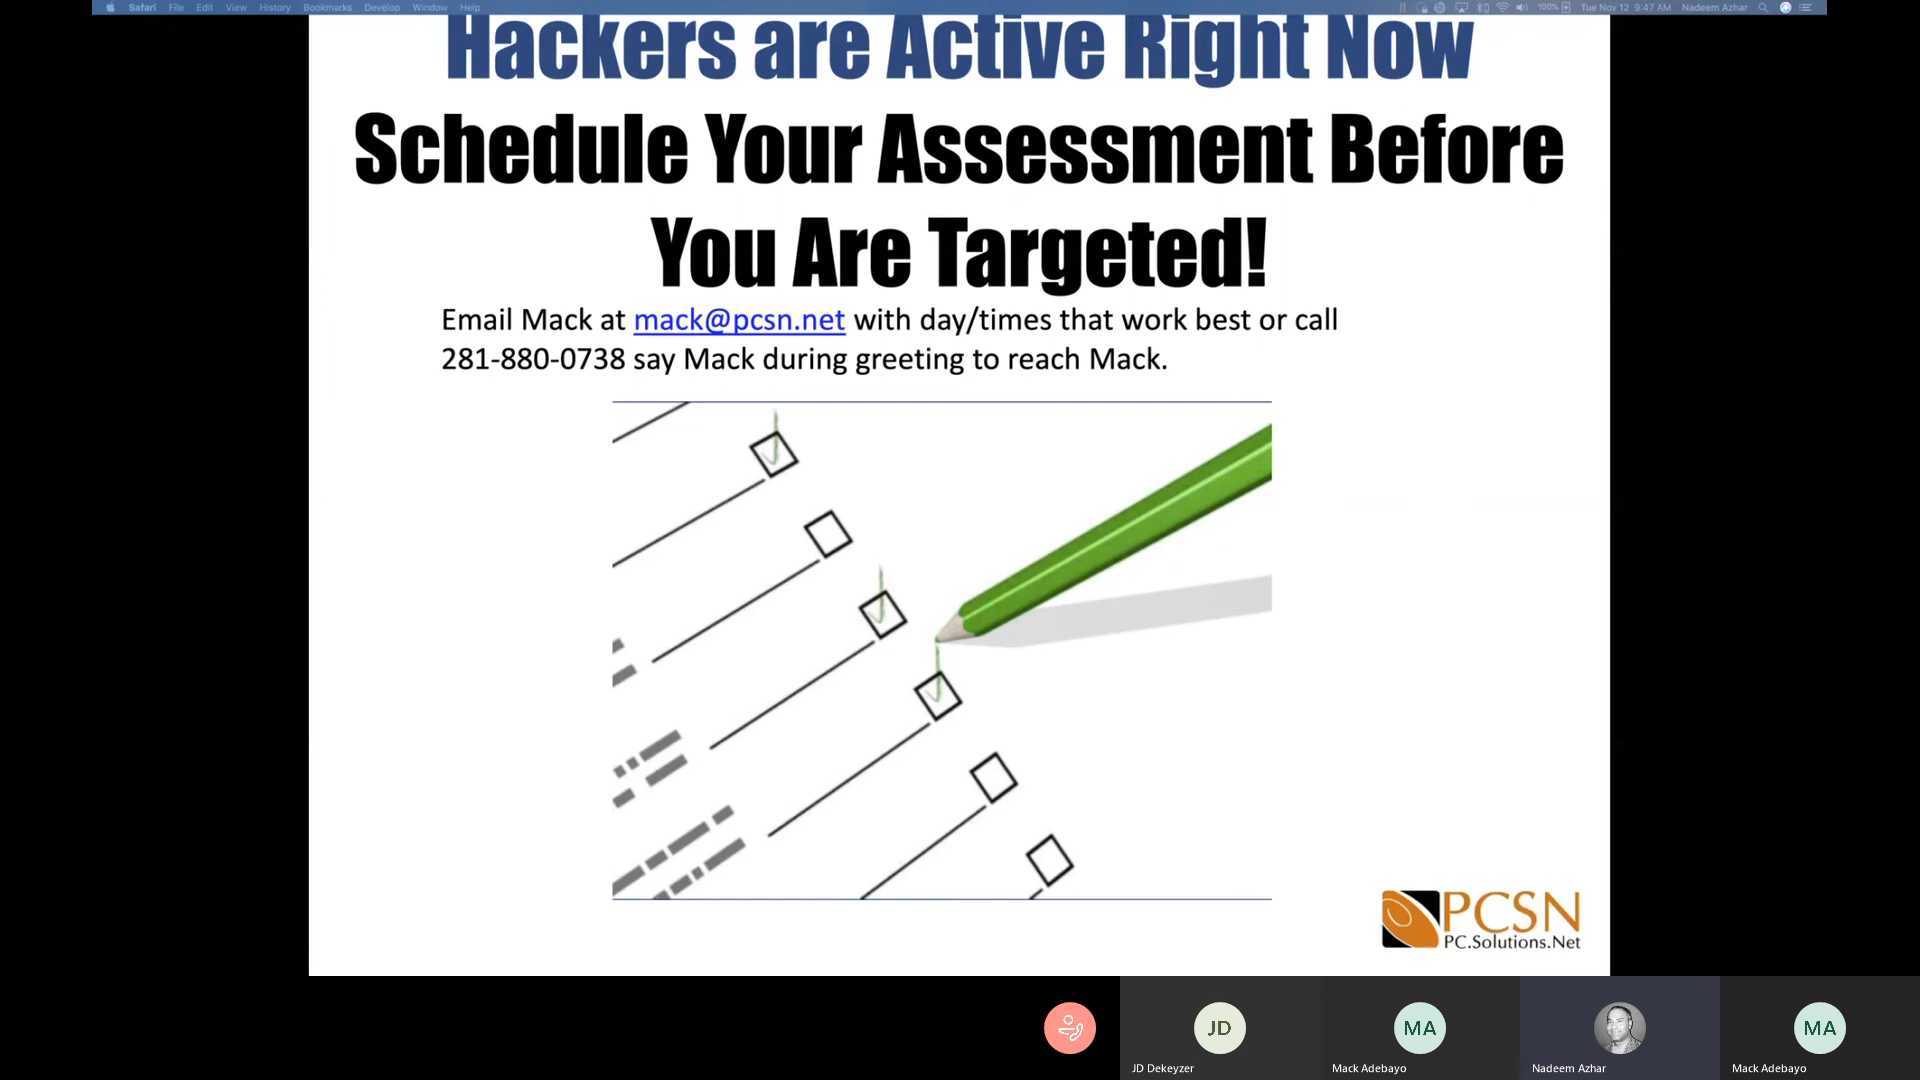 Safari File Edit View History Bookmarks Develop Window Help
100% Tue Nov 12 9:47 AM Nadeem Azhar
Hackers are Active Right Now
Schedule Your Assessment Before
You Are Targeted!
Email Mack at mack@pcsn.net with day/times that work best or call
281-880-0738 say Mack during greeting to reach Mack.
PCSN
PC.Solutions.Net
JD
MA
MA
JD Dekeyzer
Mack Adebayo
Nadeem Azhar
Mack Adebayo